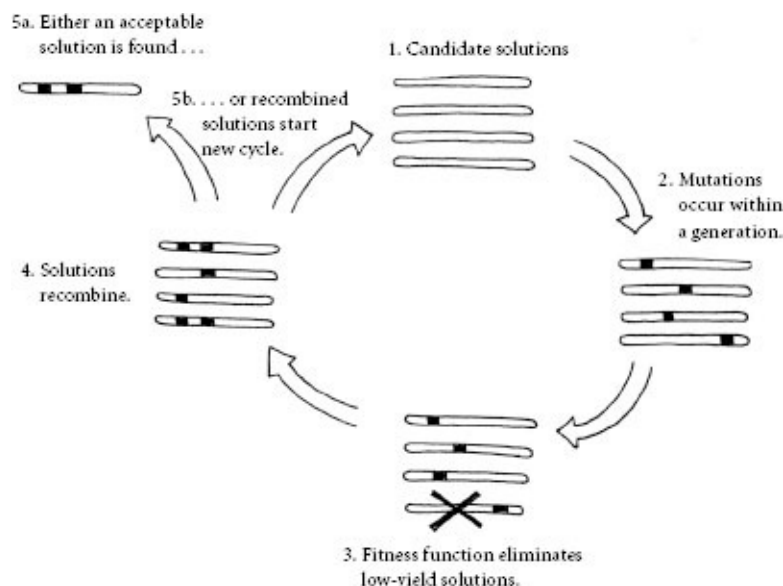 5a. Either an acceptable
solution is found . . .
1. Candidate solutions
5b. . . . or recombined
solutions start
new cycle.
2. Mutations
occur within
a generation.
4. Solutions
recombine.
3. Fitness function eliminates
low-yield solutions.